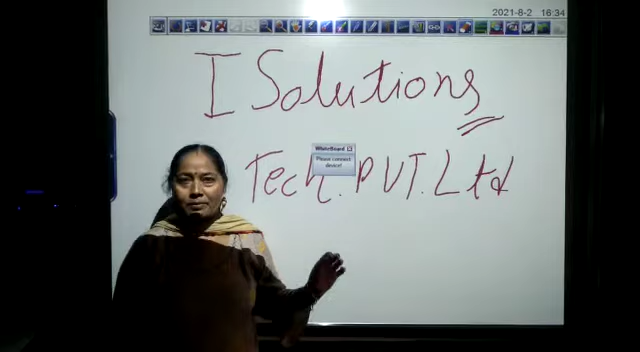 2021-8-2 16:34
I Solutions
WhiteBoard
Please connect
device!
Tech. PVT. Ltd